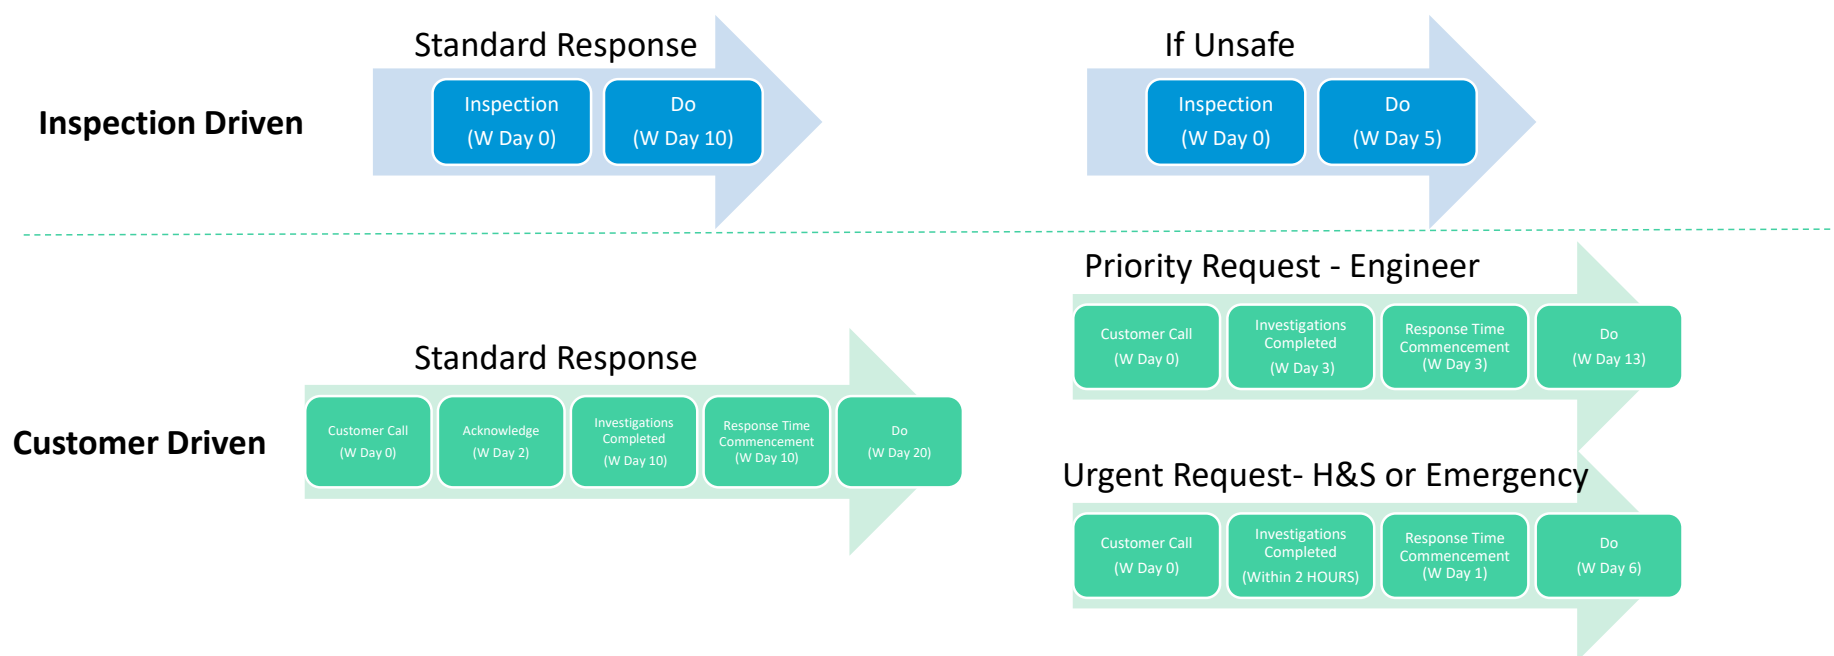 Standard Response
If Unsafe
Inspection Driven
Inspection
(W Day 0)
Do
(W Day 10)
Inspection
(W Day 0)
Do
(W Day 5)
Priority Request - Engineer
Customer Call
(W Day 0)
Investigations
Completed
(W Day 3)
Response Time
Commencement
(W Day 3)
Do
(W Day 13)
Standard Response
Customer Driven
Customer Call
(W Day 0)
Acknowledge
(W Day 2)
Investigations
Completed
(W Day 10)
Response Time
Commencement
(W Day 10)
Do
(W Day 20)
Urgent Request- H&S or Emergency
Customer Call
(W Day 0)
Investigations
Completed
(Within 2 HOURS)
Response Time
Commencement
(W Day 1)
Do
(W Day 6)